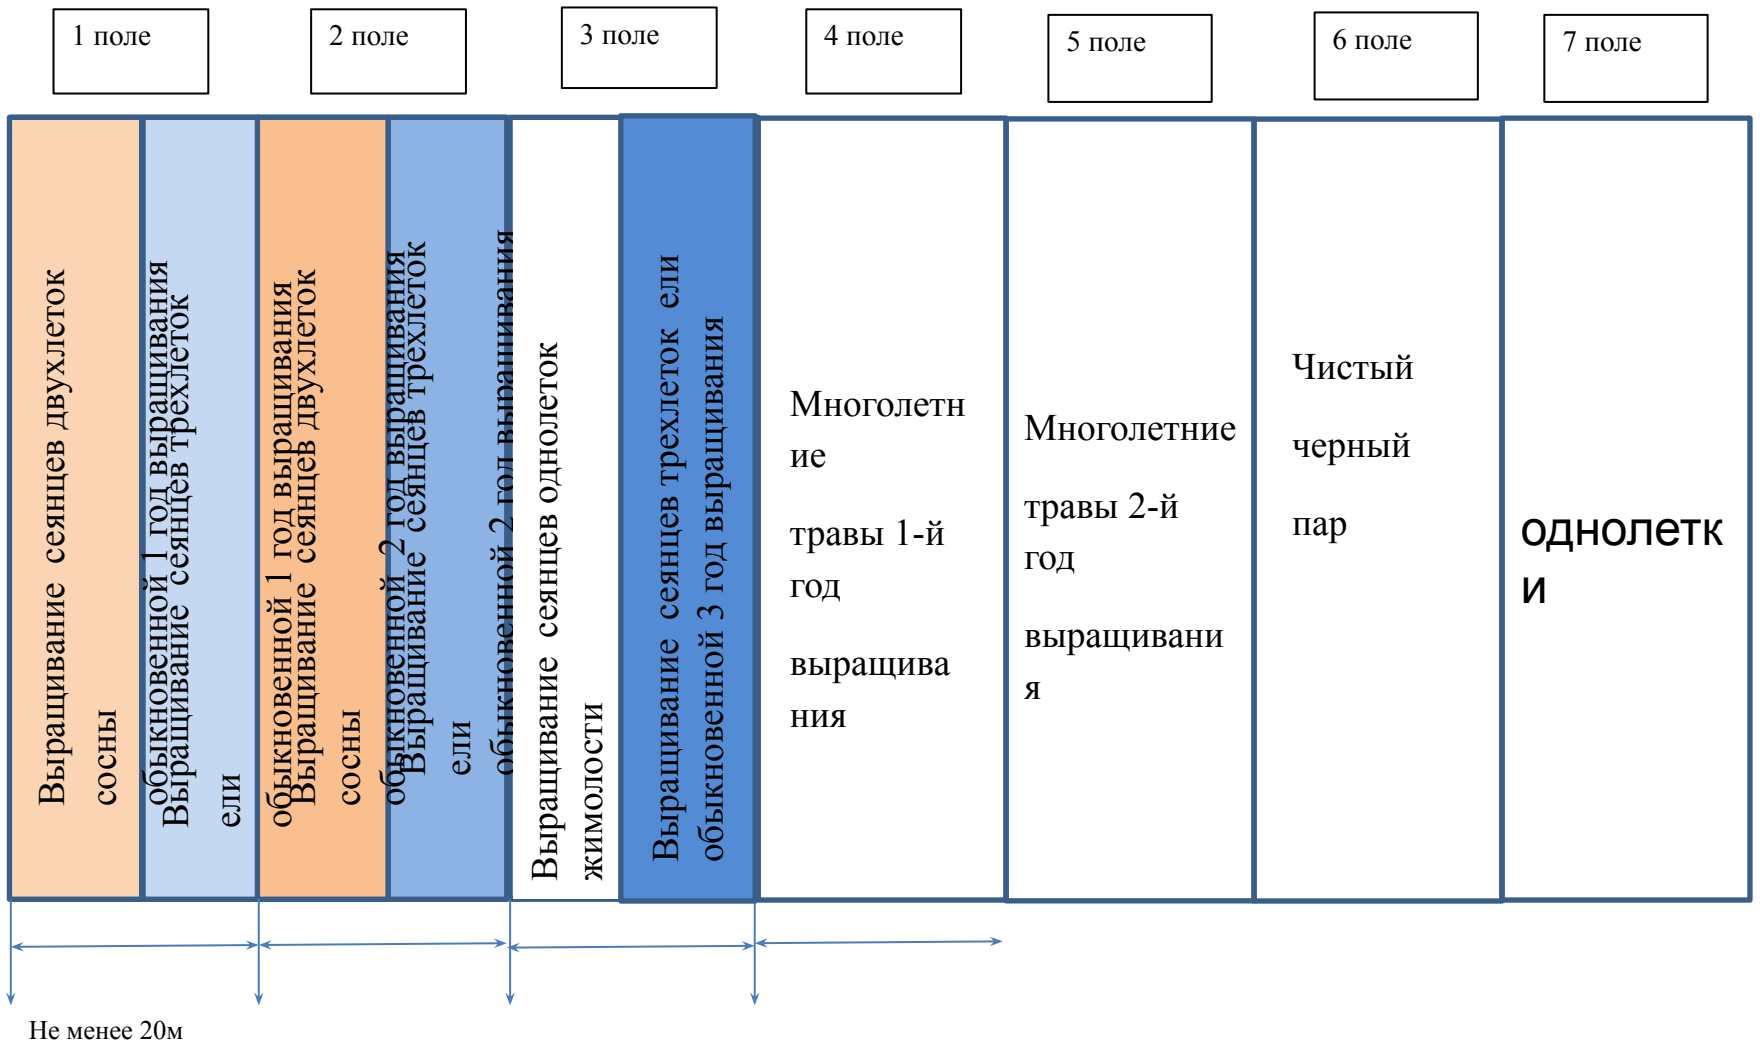 1 поле
2 поле
3 поле
4 поле
5 поле
6 поле
7 поле
Выращивание сеянцев двухлеток
сосны
обыкновенной 1 год выращивания
Выращивание сеянцев трехлеток
ели
обыкновенной 1 год выращивания
Выращивание сеянцев двухлеток
сосны
обыкновенной 2 год выращивания
Выращивание сеянцев трехлеток
ели
обыкновенной 2 год выращивания
Выращивание сеянцев однолеток
жимолости
Выращивание сеянцев трехлеток ели
обыкновенной 3 год выращивания
Многолетн
ие
травы 1-й
год
выращива
ния
Многолетние
травы 2-й
год
выращивани
я
Чистый
черный
пар
однолетк
и
Не менее 20м